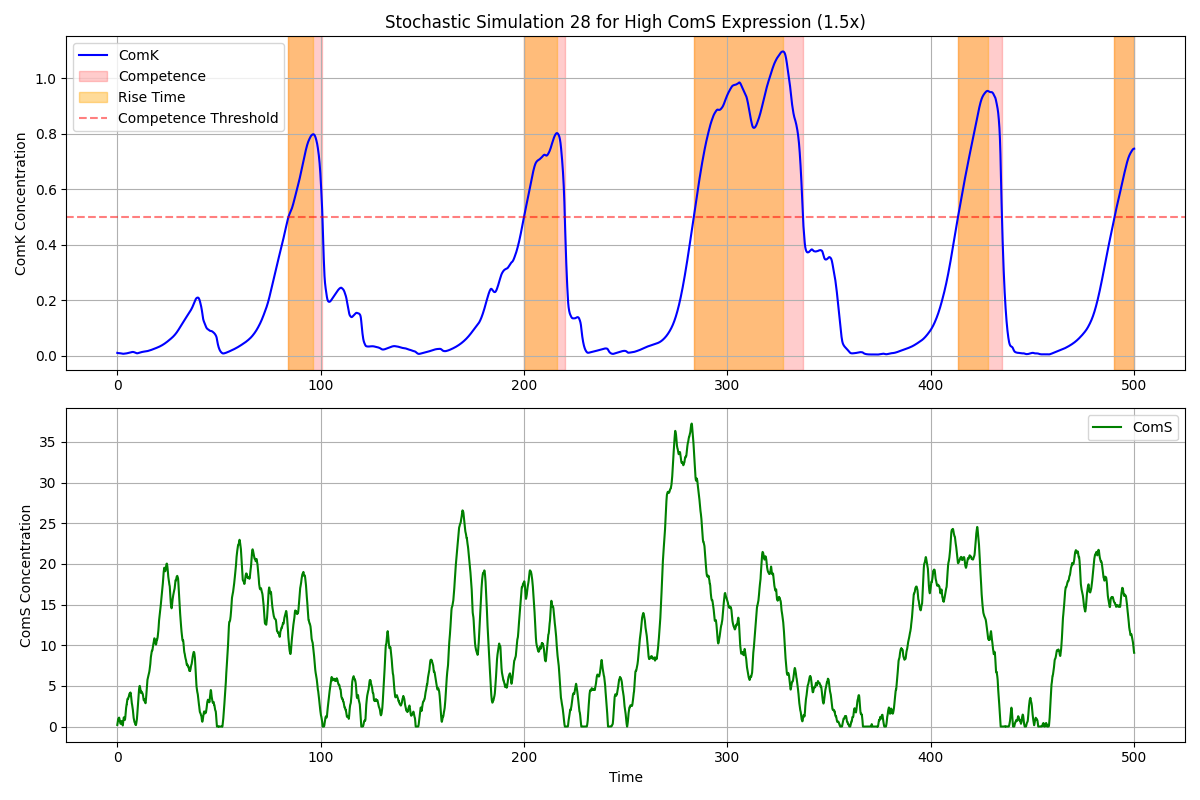 Stochastic Simulation 28 for High ComS Expression (1.5x)
ComK
Competence
Rise Time
Competence Threshold
ComK Concentration
1.0
0.8
0.6
0.4
0.2
0.0
0 100 200 300 400 500
ComS
ComS Concentration
35
30
25
20
15
10
5
0
0 100 200 300 400 500
Time